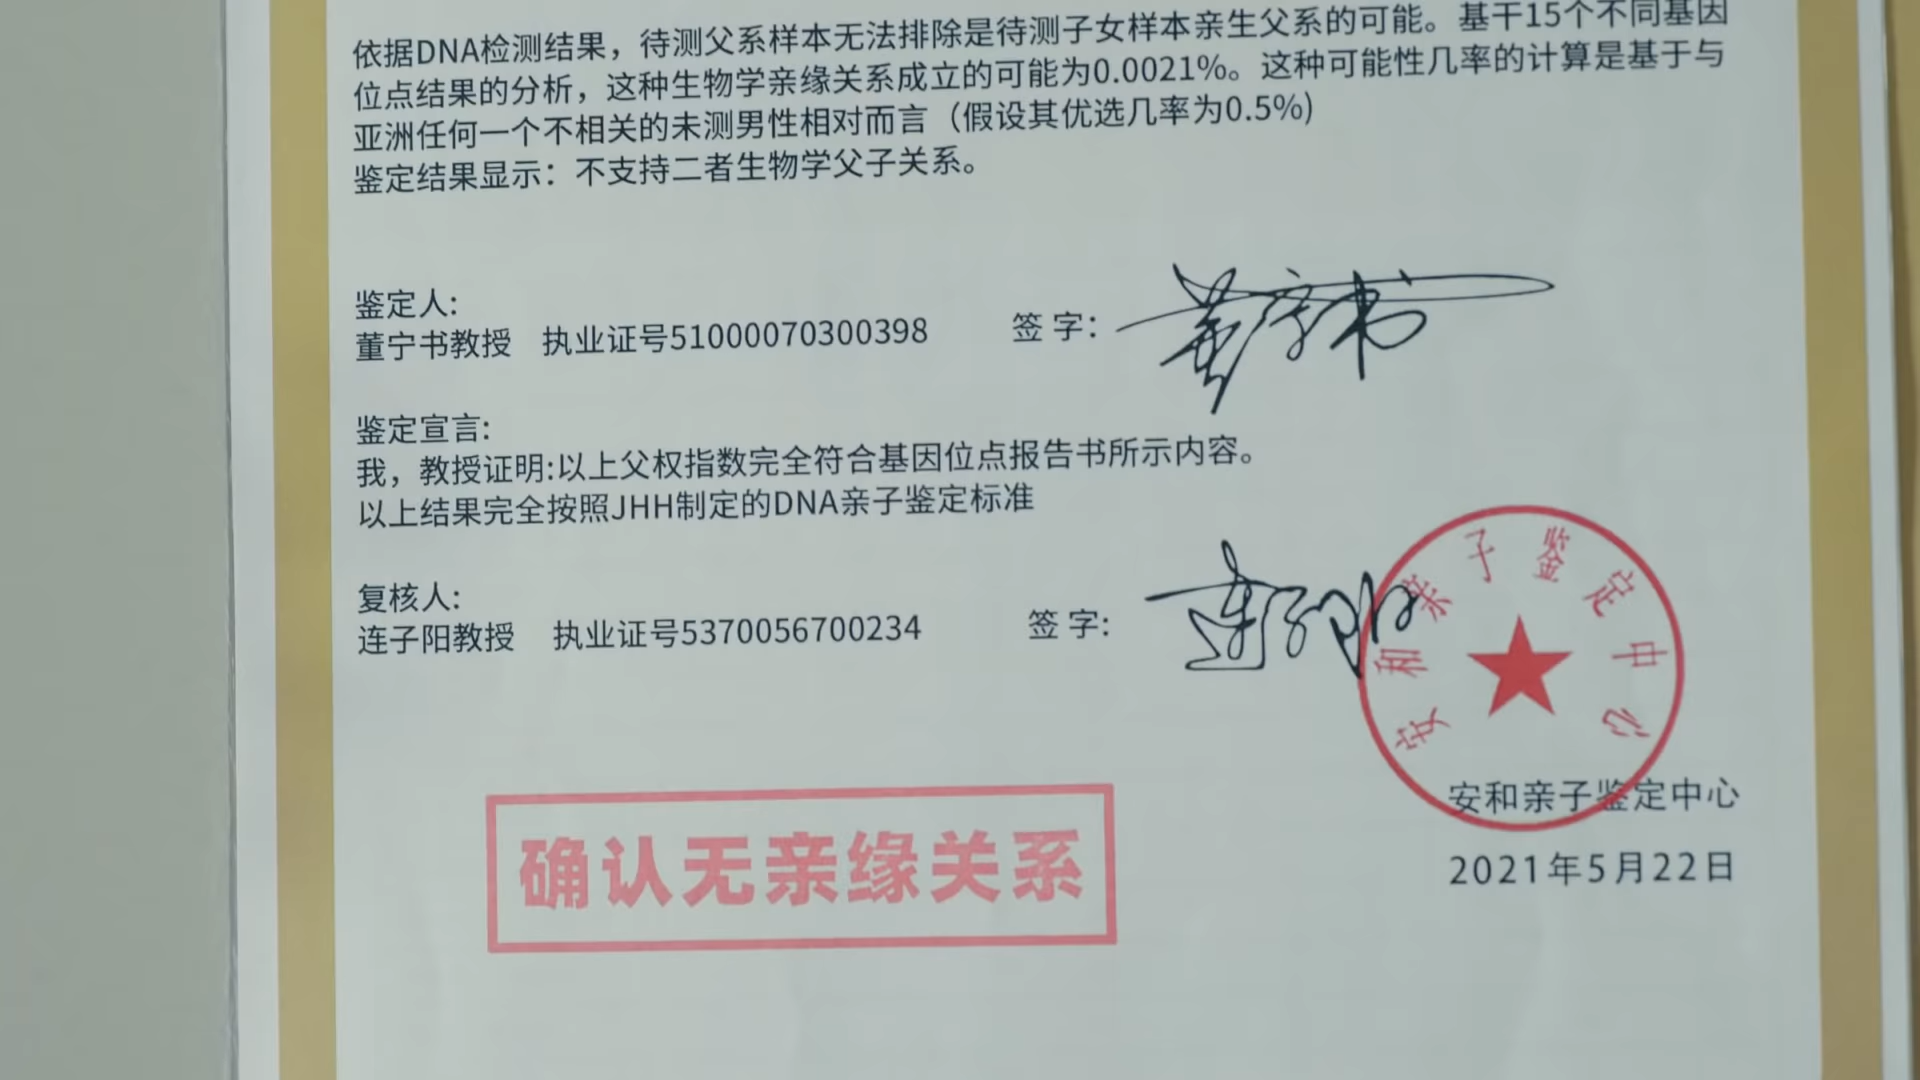 依据DNA检测结果，待测父系样本无法排除是待测子女样本亲生父系的可能。基于15个不同基因
位点结果的分析，这种生物学亲缘关系成立的可能为0.0021%。这种可能性几率的计算是基于与
亚洲任何一个不相关的未测男性相对而言（假设其优选几率为0.5%)
鉴定结果显示：不支持二者生物学父子关系。
鉴定人:
董宁书教授 执业证号51000070300398 签 字： 董宁书
鉴定宣言:
我，教授证明:以上父权指数完全符合基因位点报告书所示内容。
以上结果完全按照JHH制定的DNA亲子鉴定标准
复核人:
连子阳教授 执业证号5370056700234 签 字: 连子阳
安和亲子鉴定中心
安和亲子鉴定中心
2021年5月22日
确认无亲缘关系